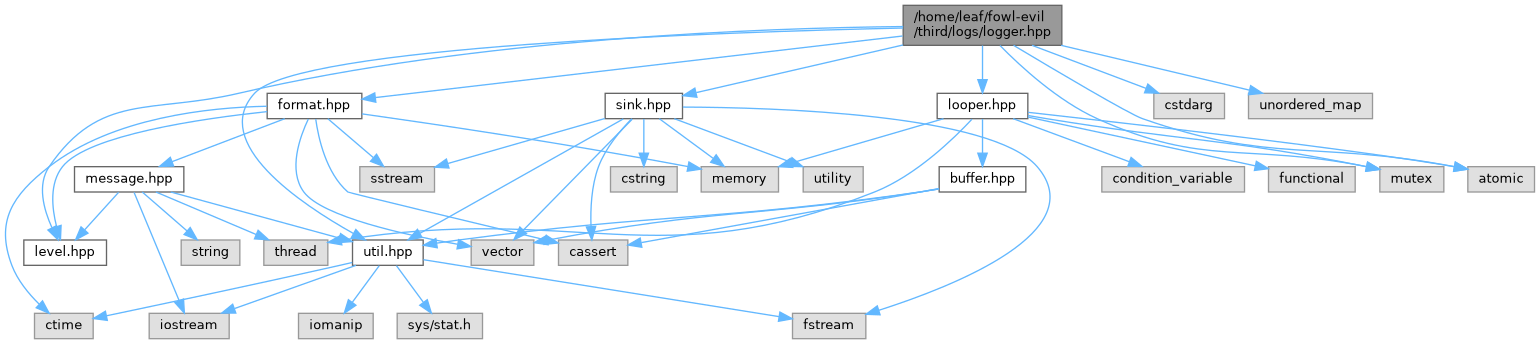 /home/leaf/fowl-evil
/third/logs/logger.hpp
format.hpp
sink.hpp
looper.hpp
cstdarg
unordered_map
message.hpp
sstream
cstring
memory
utility
buffer.hpp
condition_variable
functional
mutex
atomic
level.hpp
string
thread
util.hpp
vector
cassert
ctime
iostream
iomanip
sys/stat.h
fstream